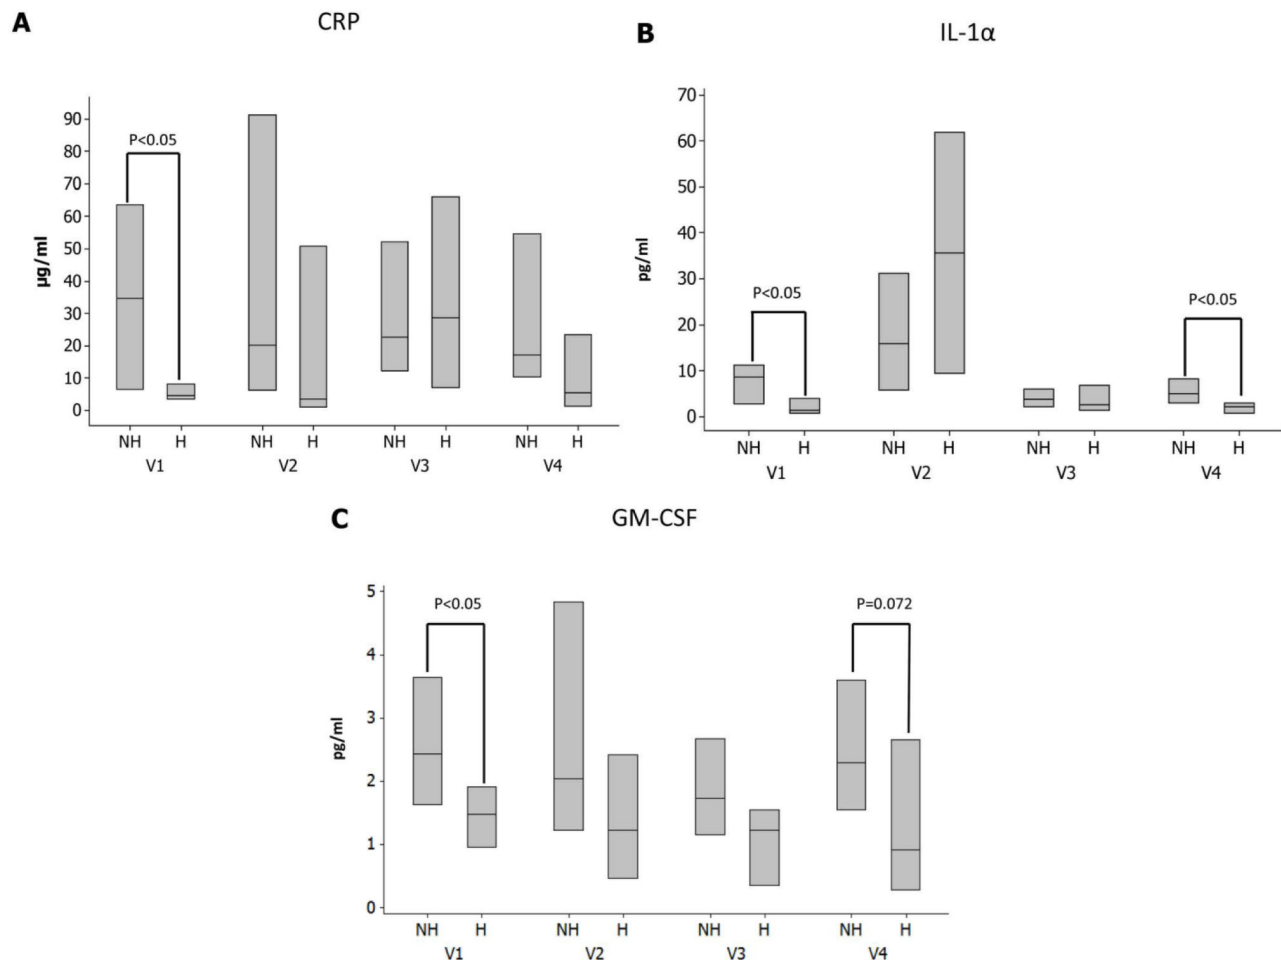 A
CRP
90
80
70
60
50
40
30
20
10
0
µg/ml
P<0.05
NH H NH H NH H NH H
V1 V2 V3 V4
B
IL-1α
70
60
50
40
30
20
10
0
pg/ml
P<0.05
P<0.05
NH H NH H NH H NH H
V1 V2 V3 V4
C
GM-CSF
5
4
3
2
1
0
pg/ml
P<0.05
P=0.072
NH H NH H NH H NH H
V1 V2 V3 V4